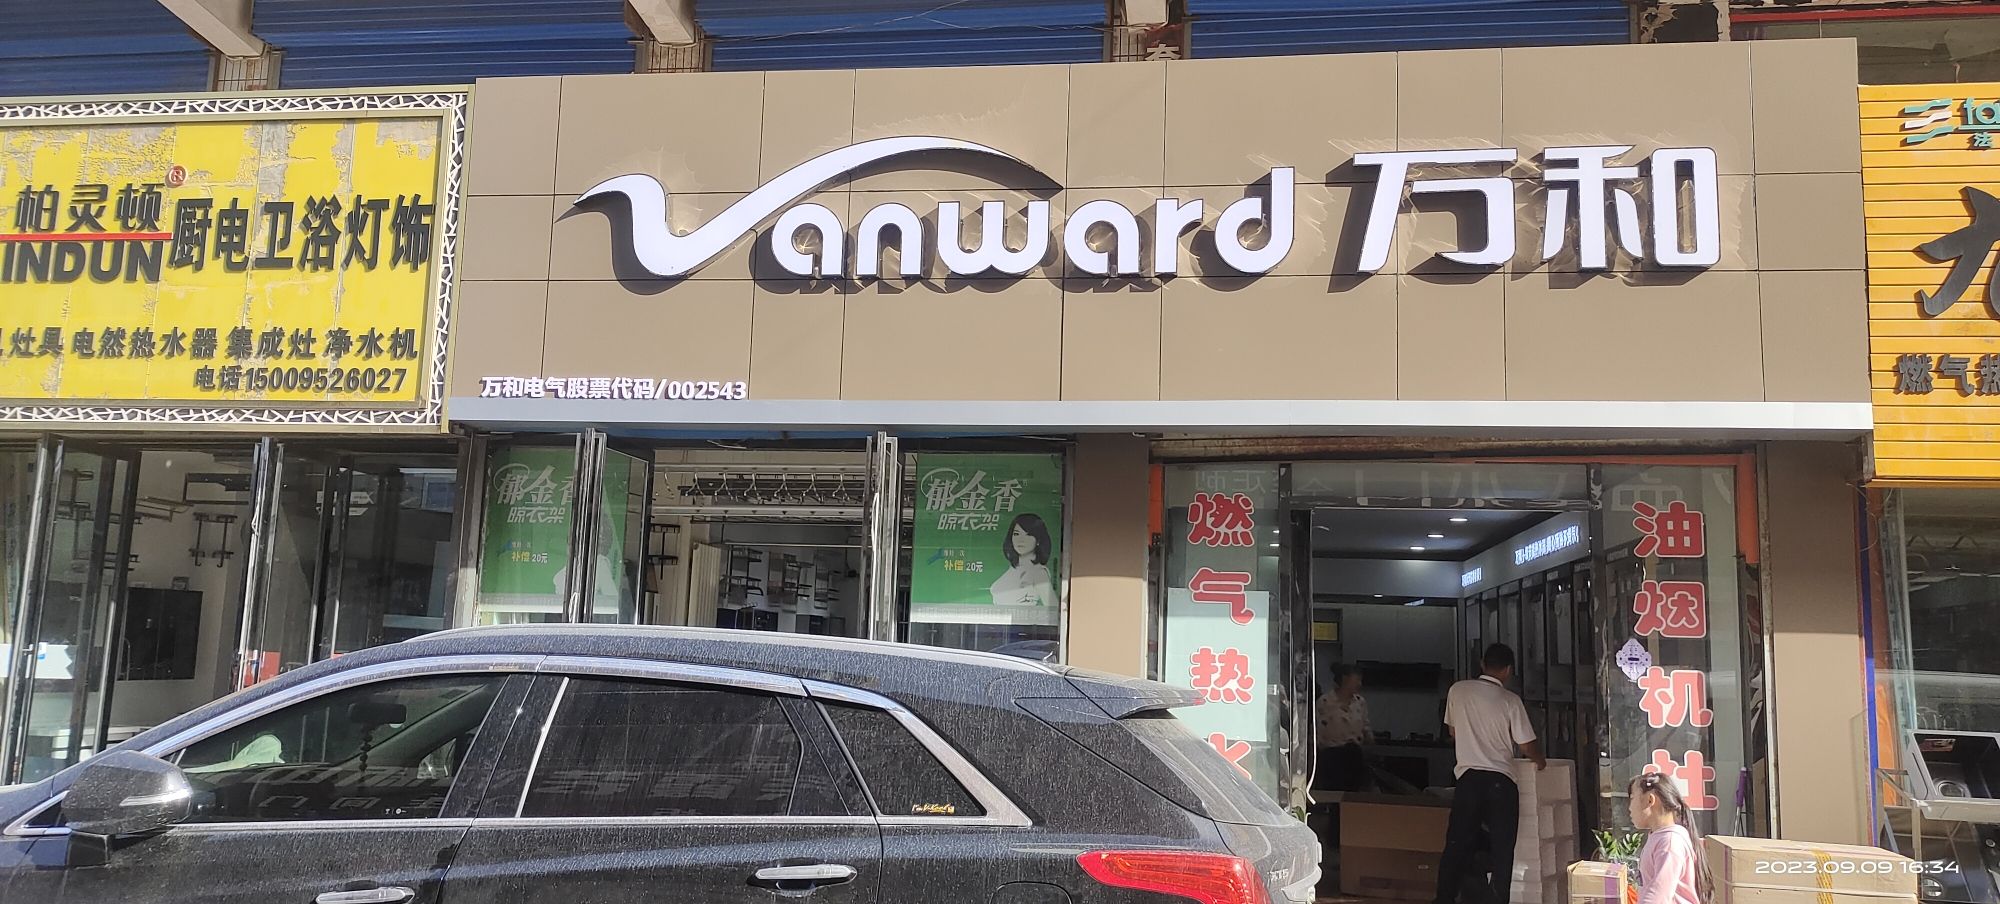 柏灵顿®
INDUN
厨电卫浴灯饰
灶具 电燃热水器 集成灶 净水机
电话15009526027
Vanward 万和
万和电气股票代码/002543
法
燃气热
郁金香
晾衣架
补偿 20元
郁金香
晾衣架
补偿 20元
燃气热水
油烟机灶
XT5
2023.09.09 16:34